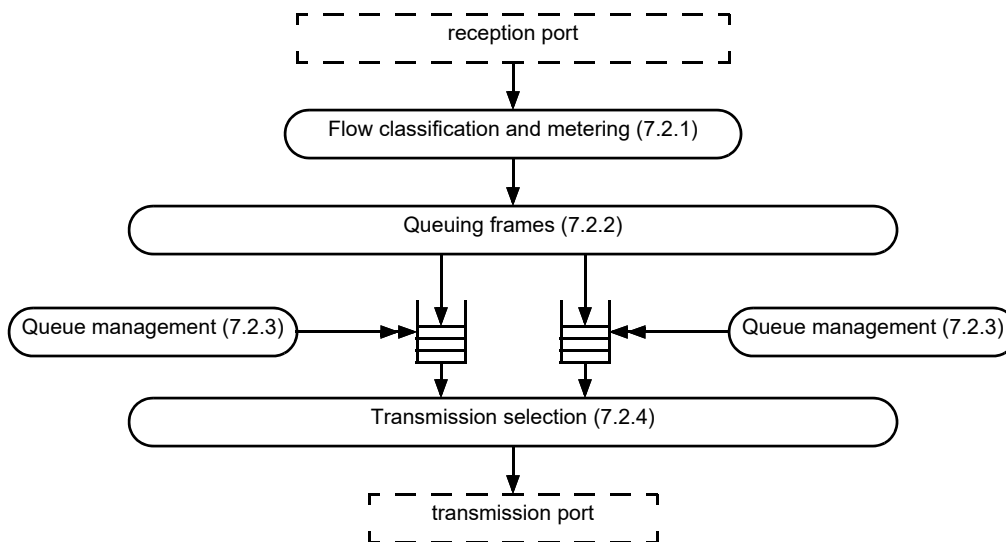 reception port
Flow classification and metering (7.2.1)
Queuing frames (7.2.2)
Queue management (7.2.3)
Queue management (7.2.3)
Transmission selection (7.2.4)
transmission port